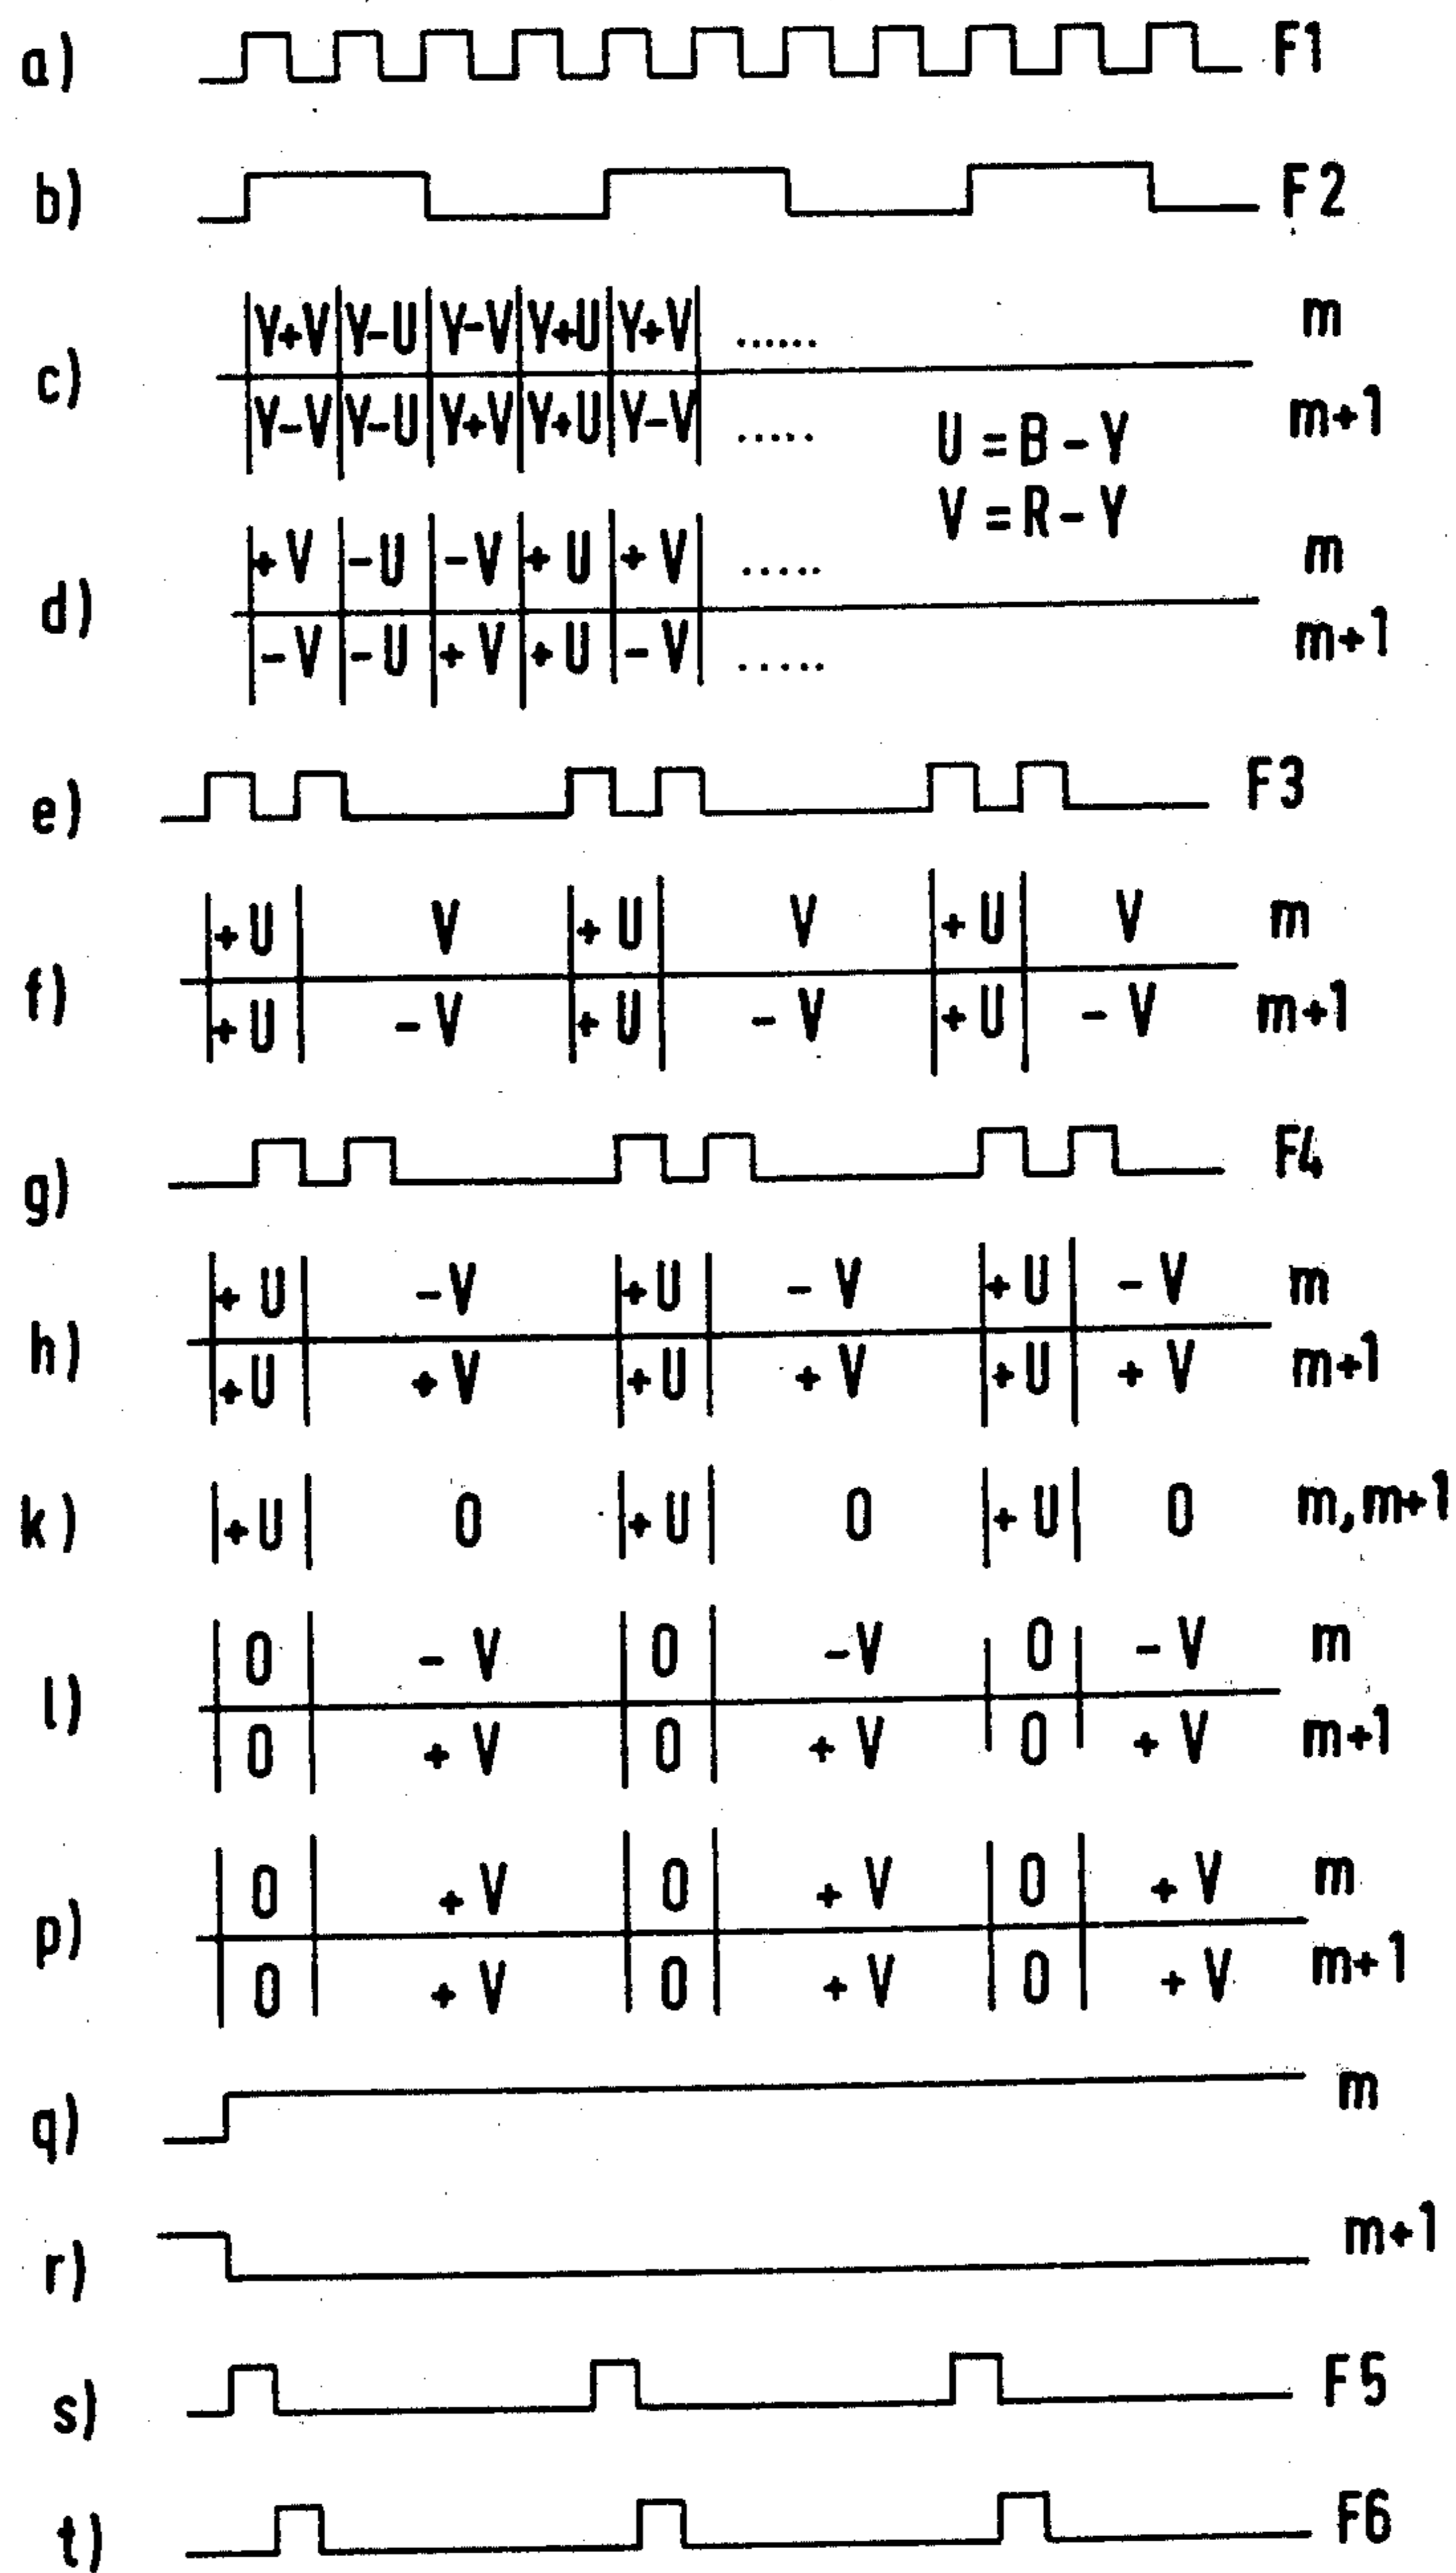 a) F1
b) F2
Y+V Y-U Y-V Y+U Y+V ...... m
c)
Y-V Y-U Y+V Y+U Y-V ..... m+1
U = B - Y
V = R - Y
+V -U -V +U +V ..... m
d)
-V -U +V +U -V ..... m+1
e) F3
+U V +U V +U V m
f)
+U -V +U -V +U -V m+1
g) F4
+U -V +U -V +U -V m
h)
+U +V +U +V +U +V m+1
k) +U 0 +U 0 +U 0 m,m+1
0 -V 0 -V 0 -V m
l)
0 +V 0 +V 0 +V m+1
0 +V 0 +V 0 +V m
p)
0 +V 0 +V 0 +V m+1
q) m
r) m+1
s) F5
t) F6